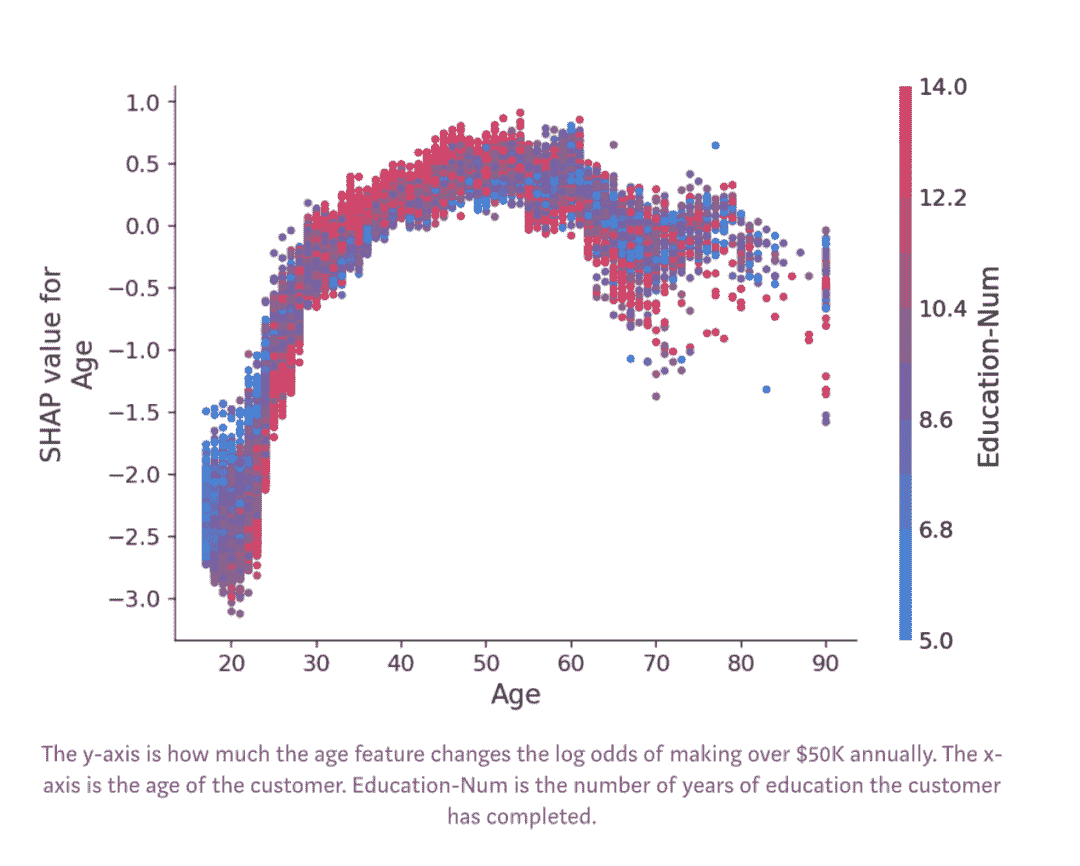 1.0
0.5
0.0
−0.5
−1.0
−1.5
−2.0
−2.5
−3.0
SHAP value for
Age
20 30 40 50 60 70 80 90
Age
14.0
12.2
10.4
8.6
6.8
5.0
Education-Num
The y-axis is how much the age feature changes the log odds of making over $50K annually. The x-
axis is the age of the customer. Education-Num is the number of years of education the customer
has completed.